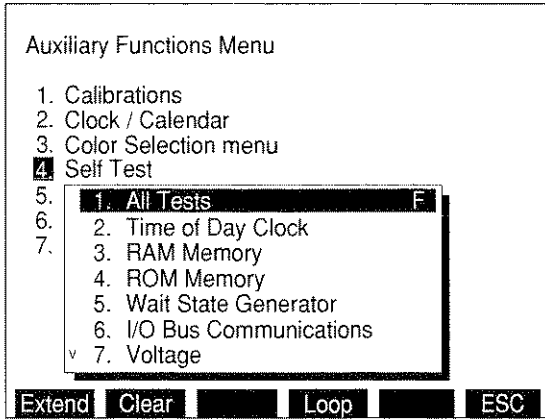 Auxiliary Functions Menu
1. Calibrations
2. Clock / Calendar
3. Color Selection menu
4. Self Test
5.
6.
7.
1. All Tests F
2. Time of Day Clock
3. RAM Memory
4. ROM Memory
5. Wait State Generator
6. I/O Bus Communications
v 7. Voltage
Extend Clear Loop ESC